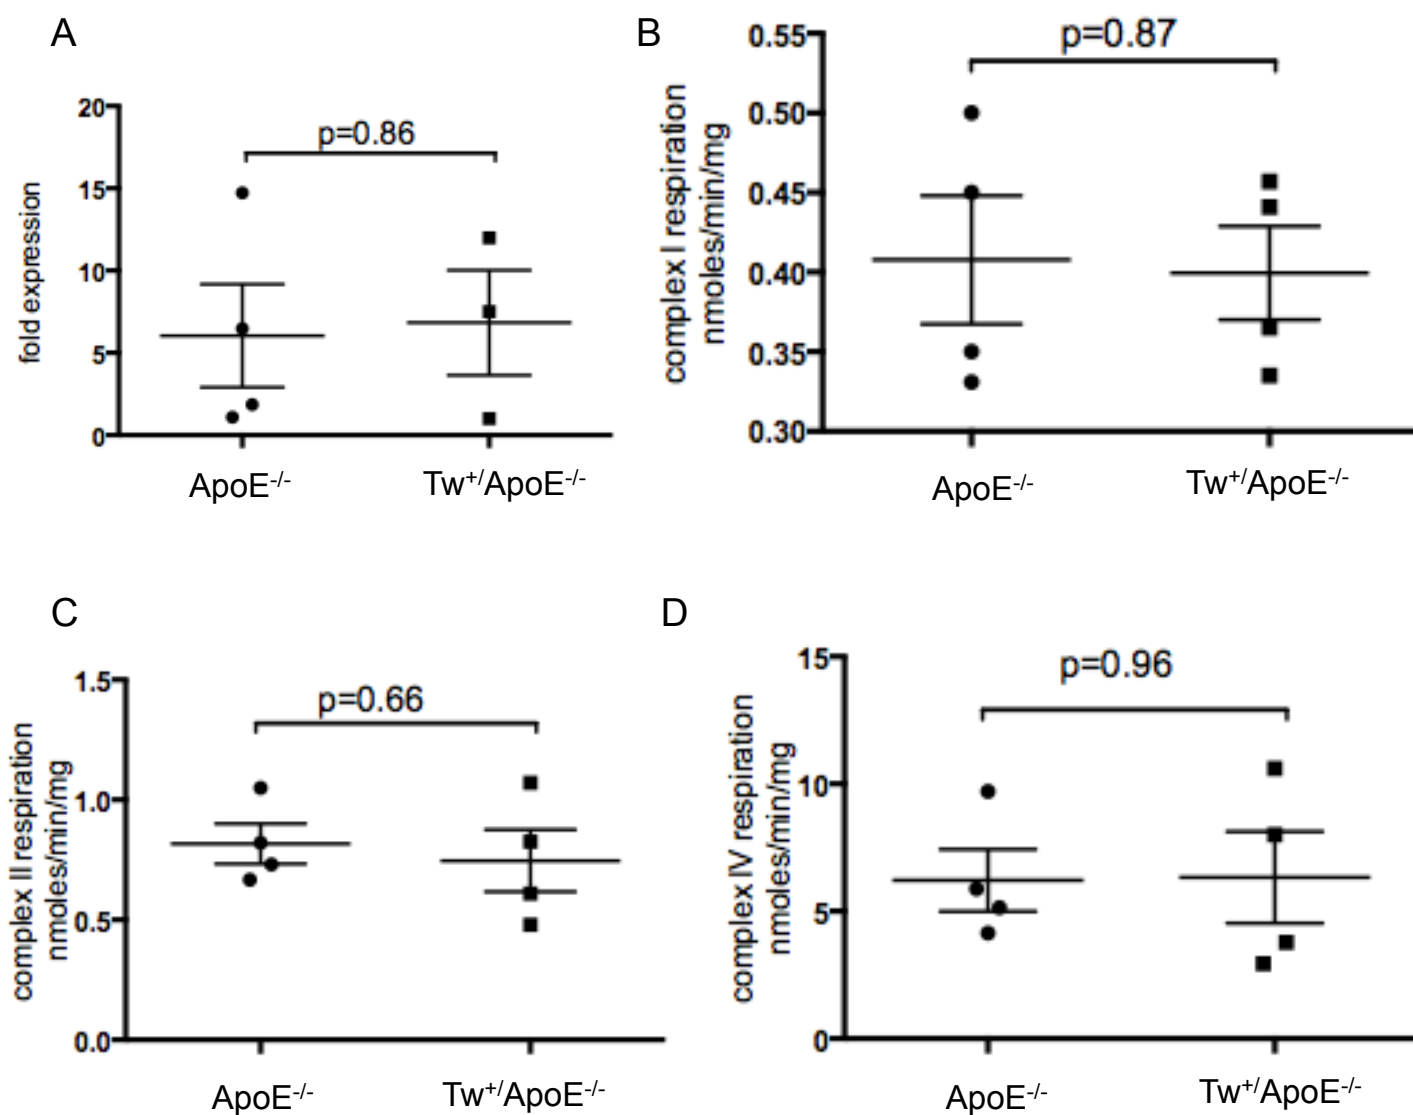 A
20
15
10
5
0
fold expression
p=0.86
ApoE-/-
Tw+/ApoE-/-
B
0.55
0.50
0.45
0.40
0.35
0.30
complex I respiration
nmoles/min/mg
p=0.87
ApoE-/-
Tw+/ApoE-/-
C
1.5
1.0
0.5
0.0
complex II respiration
nmoles/min/mg
p=0.66
ApoE-/-
Tw+/ApoE-/-
D
15
10
5
0
complex IV respiration
nmoles/min/mg
p=0.96
ApoE-/-
Tw+/ApoE-/-